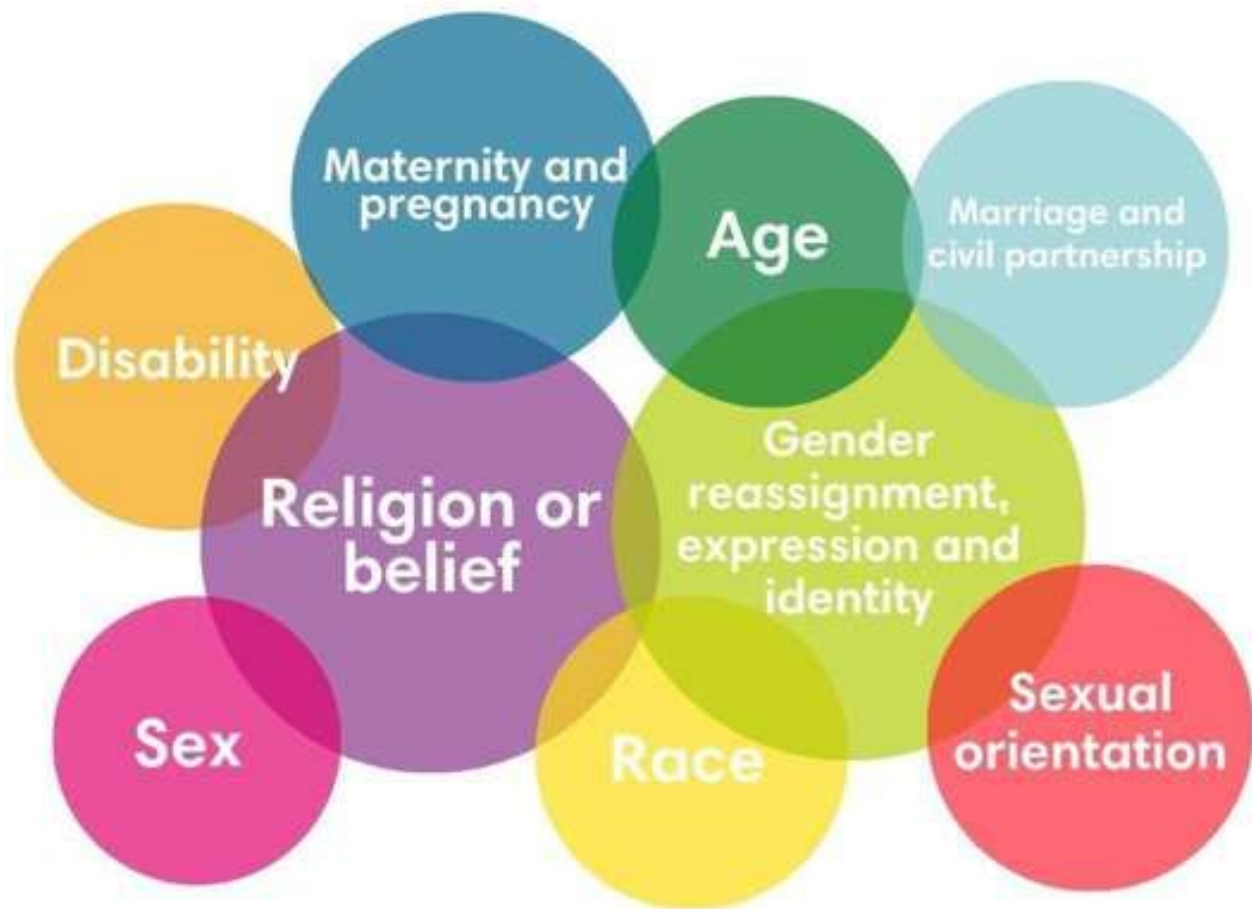 Maternity and
pregnancy
Age
Marriage and
civil partnership
Disability
Religion or
belief
Gender
reassignment,
expression and
identity
Sex
Race
Sexual
orientation